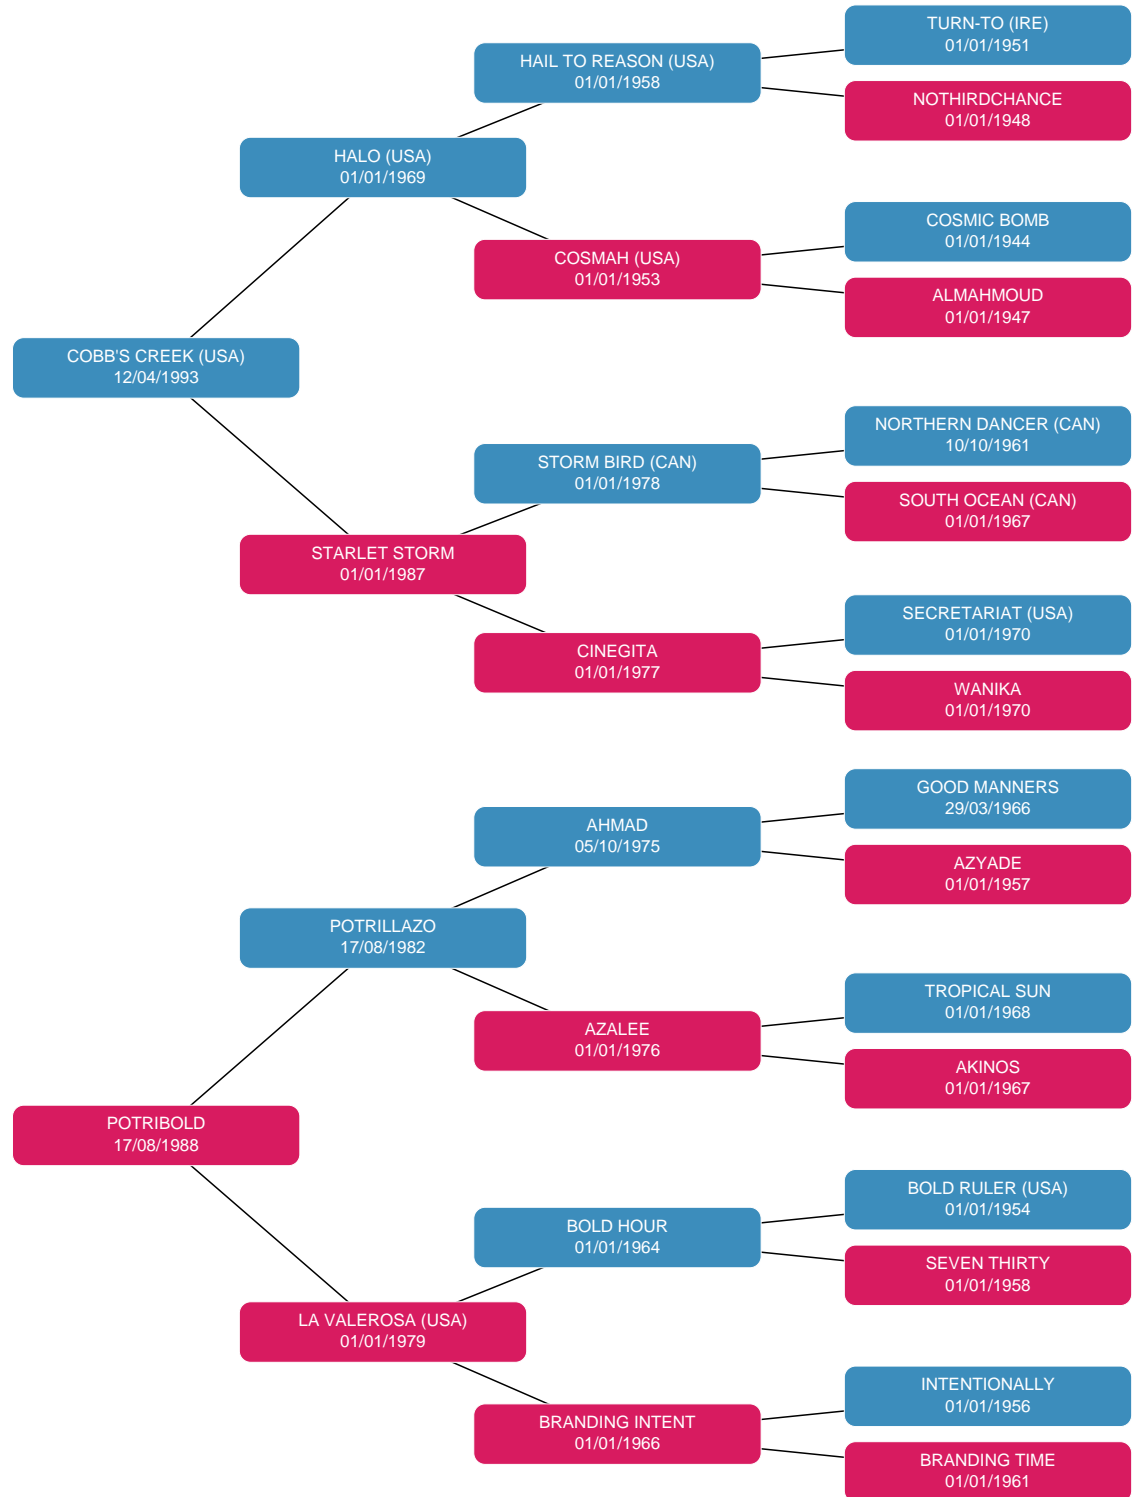 TURN-TO (IRE)
01/01/1951
HAIL TO REASON (USA)
01/01/1958
NOTHIRDCHANCE
01/01/1948
HALO (USA)
01/01/1969
COSMIC BOMB
01/01/1944
COSMAH (USA)
01/01/1953
ALMAHMOUD
01/01/1947
COBB'S CREEK (USA)
12/04/1993
NORTHERN DANCER (CAN)
10/10/1961
STORM BIRD (CAN)
01/01/1978
SOUTH OCEAN (CAN)
01/01/1967
STARLET STORM
01/01/1987
SECRETARIAT (USA)
01/01/1970
CINEGITA
01/01/1977
WANIKA
01/01/1970
GOOD MANNERS
29/03/1966
AHMAD
05/10/1975
AZYADE
01/01/1957
POTRILLAZO
17/08/1982
TROPICAL SUN
01/01/1968
AZALEE
01/01/1976
AKINOS
01/01/1967
POTRIBOLD
17/08/1988
BOLD RULER (USA)
01/01/1954
BOLD HOUR
01/01/1964
SEVEN THIRTY
01/01/1958
LA VALEROSA (USA)
01/01/1979
INTENTIONALLY
01/01/1956
BRANDING INTENT
01/01/1966
BRANDING TIME
01/01/1961